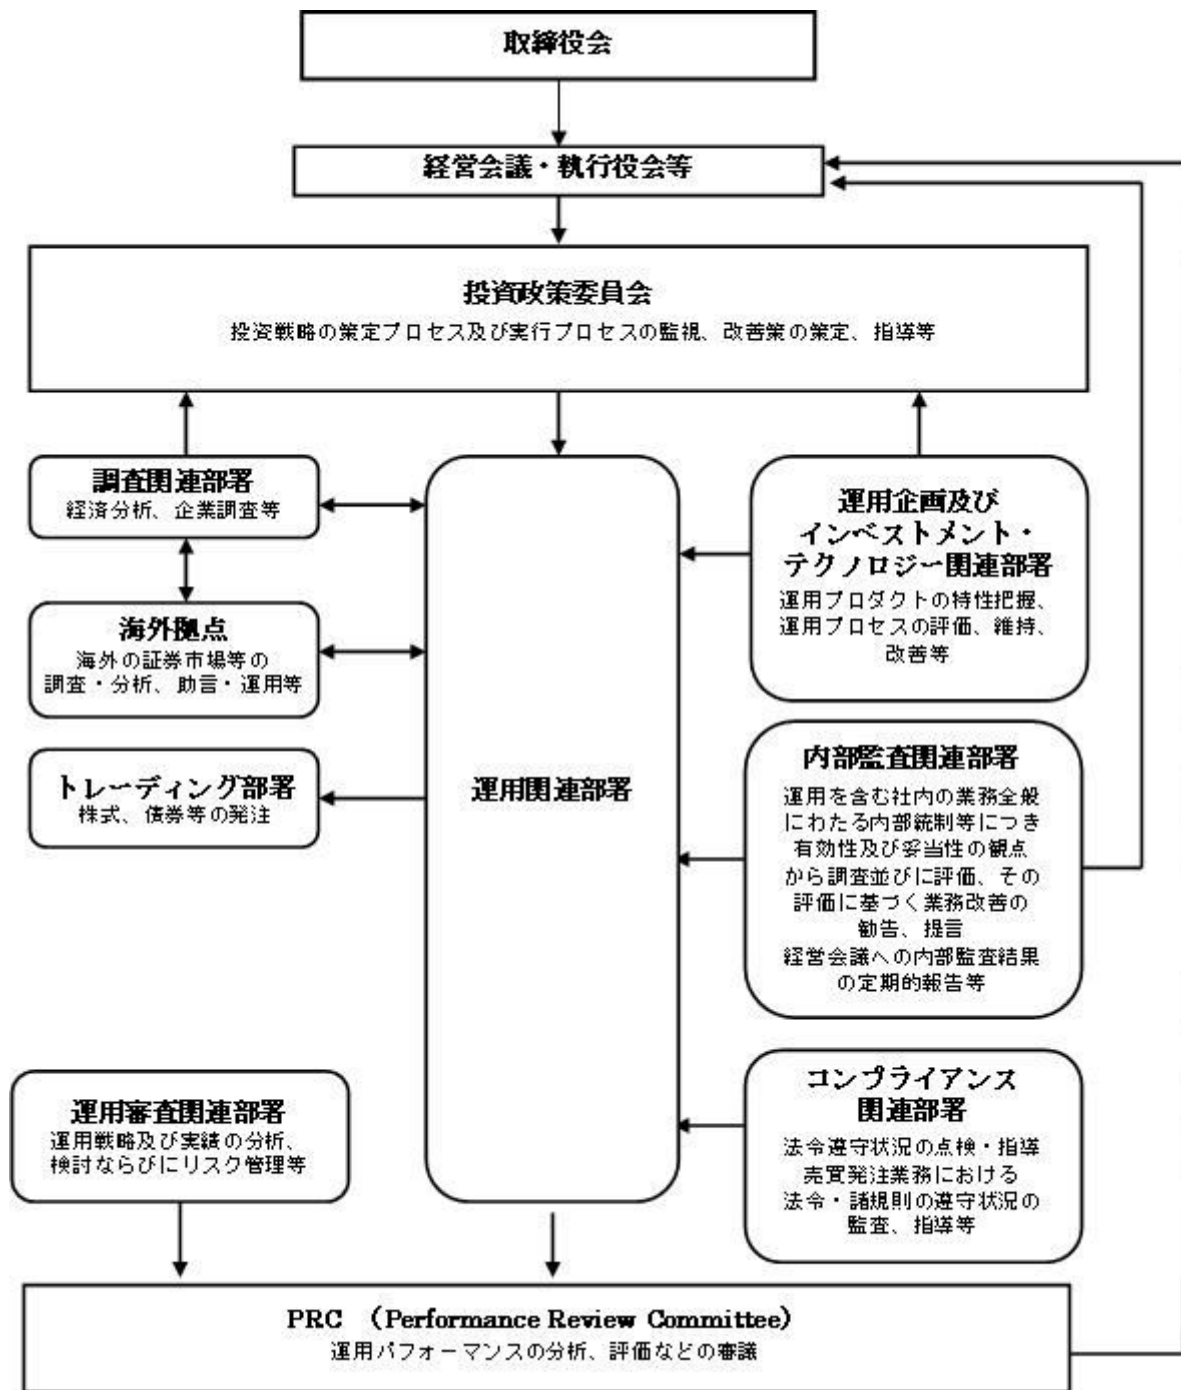 取締役会
経営会議・執行役会等
投資政策委員会
投資戦略の策定プロセス及び実行プロセスの監視、改善策の策定、指導等
調査関連部署
経済分析、企業調査等
海外拠点
海外の証券市場等の
調査・分析、助言・運用等
トレーディング部署
株式、債券等の発注
運用関連部署
運用企画及び
インベストメント・
テクノロジー関連部署
運用プロダクトの特性把握、
運用プロセスの評価、維持、
改善等
内部監査関連部署
運用を含む社内の業務全般
にわたる内部統制等につき
有効性及び妥当性の観点
から調査並びに評価、その
評価に基づく業務改善の
勧告、提言
経営会議への内部監査結果
の定期的報告等
コンプライアンス
関連部署
法令遵守状況の点検・指導
売買発注業務における
法令・諸規則の遵守状況の
監査、指導等
運用審査関連部署
運用戦略及び実績の分析、
検討ならびにリスク管理等
PRC （Performance Review Committee）
運用パフォーマンスの分析、評価などの審議